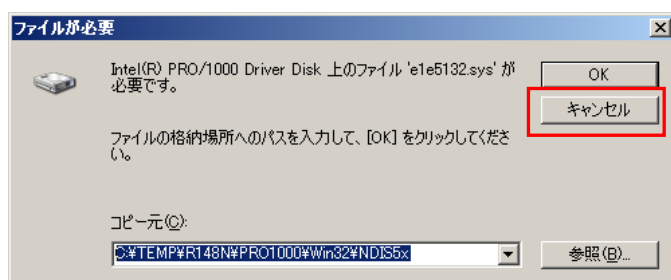 ファイルが必要
Intel(R) PRO/1000 Driver Disk 上のファイル 'e1e5132.sys' が
必要です。
OK
キャンセル
ファイルの格納場所へのパスを入力して、[OK] をクリックしてくださ
い。
コピー元(C):
C:¥TEMP¥R148N¥PRO1000¥Win32¥NDIS5x
参照(B)...